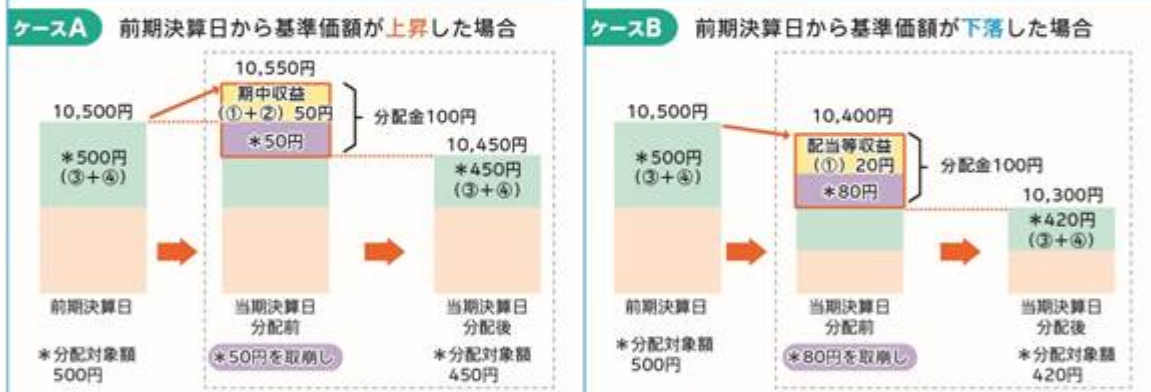 ケースA 前期決算日から基準価額が上昇した場合
10,550円
期中収益
(①+②) 50円
10,500円
分配金100円
*50円
10,450円
*500円
(③+④)
*450円
(③+④)
前期決算日
当期決算日
分配前
当期決算日
分配後
*分配対象額
500円
*50円を取崩し
*分配対象額
450円
ケースB 前期決算日から基準価額が下落した場合
10,500円
10,400円
配当等収益
(①) 20円
分配金100円
*500円
(③+④)
*80円
10,300円
*420円
(③+④)
前期決算日
当期決算日
分配前
当期決算日
分配後
*分配対象額
500円
*80円を取崩し
*分配対象額
420円